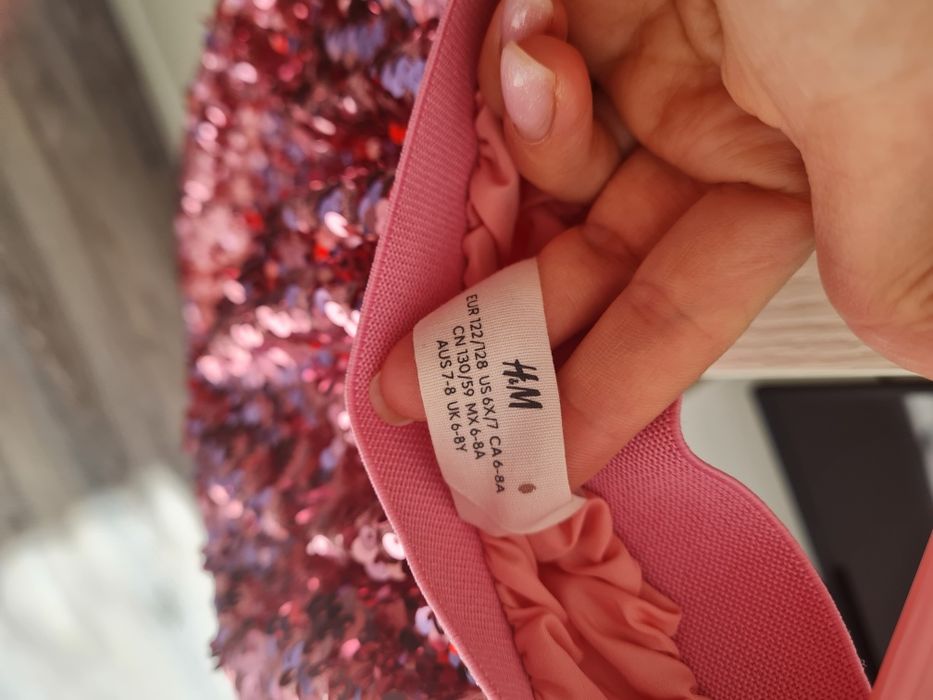 H&M
EUR 122/128 US 6X/7 CA 6-8A
CN 130/59 MX 6-8A
AUS 7-8 UK 6-8Y